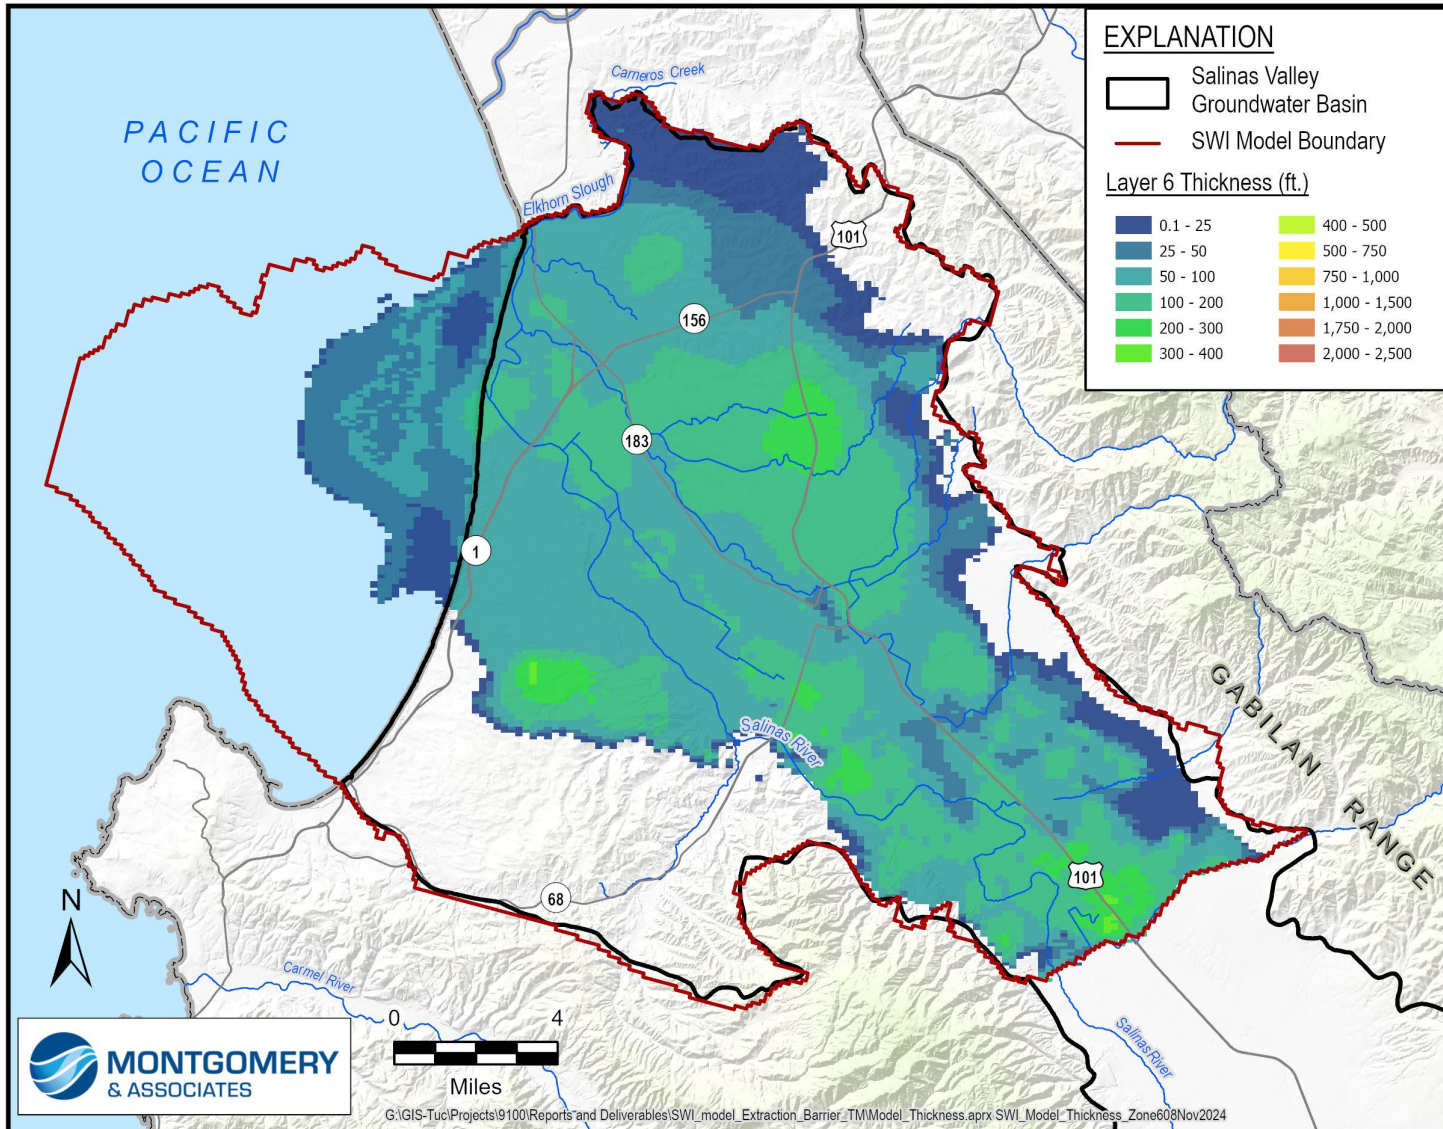 PACIFIC
OCEAN
Carneros Creek
Elkhorn Slough
101
156
183
1
Salinas River
GABILAN RANGE
101
68
Carmel River
Salinas River
EXPLANATION
Salinas Valley
Groundwater Basin
SWI Model Boundary
Layer 6 Thickness (ft.)
0.1 - 25
25 - 50
50 - 100
100 - 200
200 - 300
300 - 400
400 - 500
500 - 750
750 - 1,000
1,000 - 1,500
1,750 - 2,000
2,000 - 2,500
N
0 4
Miles
MONTGOMERY
& ASSOCIATES
G:\GIS-Tuc\Projects\9100\Reports and Deliverables\SWI_model_Extraction_Barrier_TM\Model_Thickness.aprx SWI_Model_Thickness_Zone608Nov2024